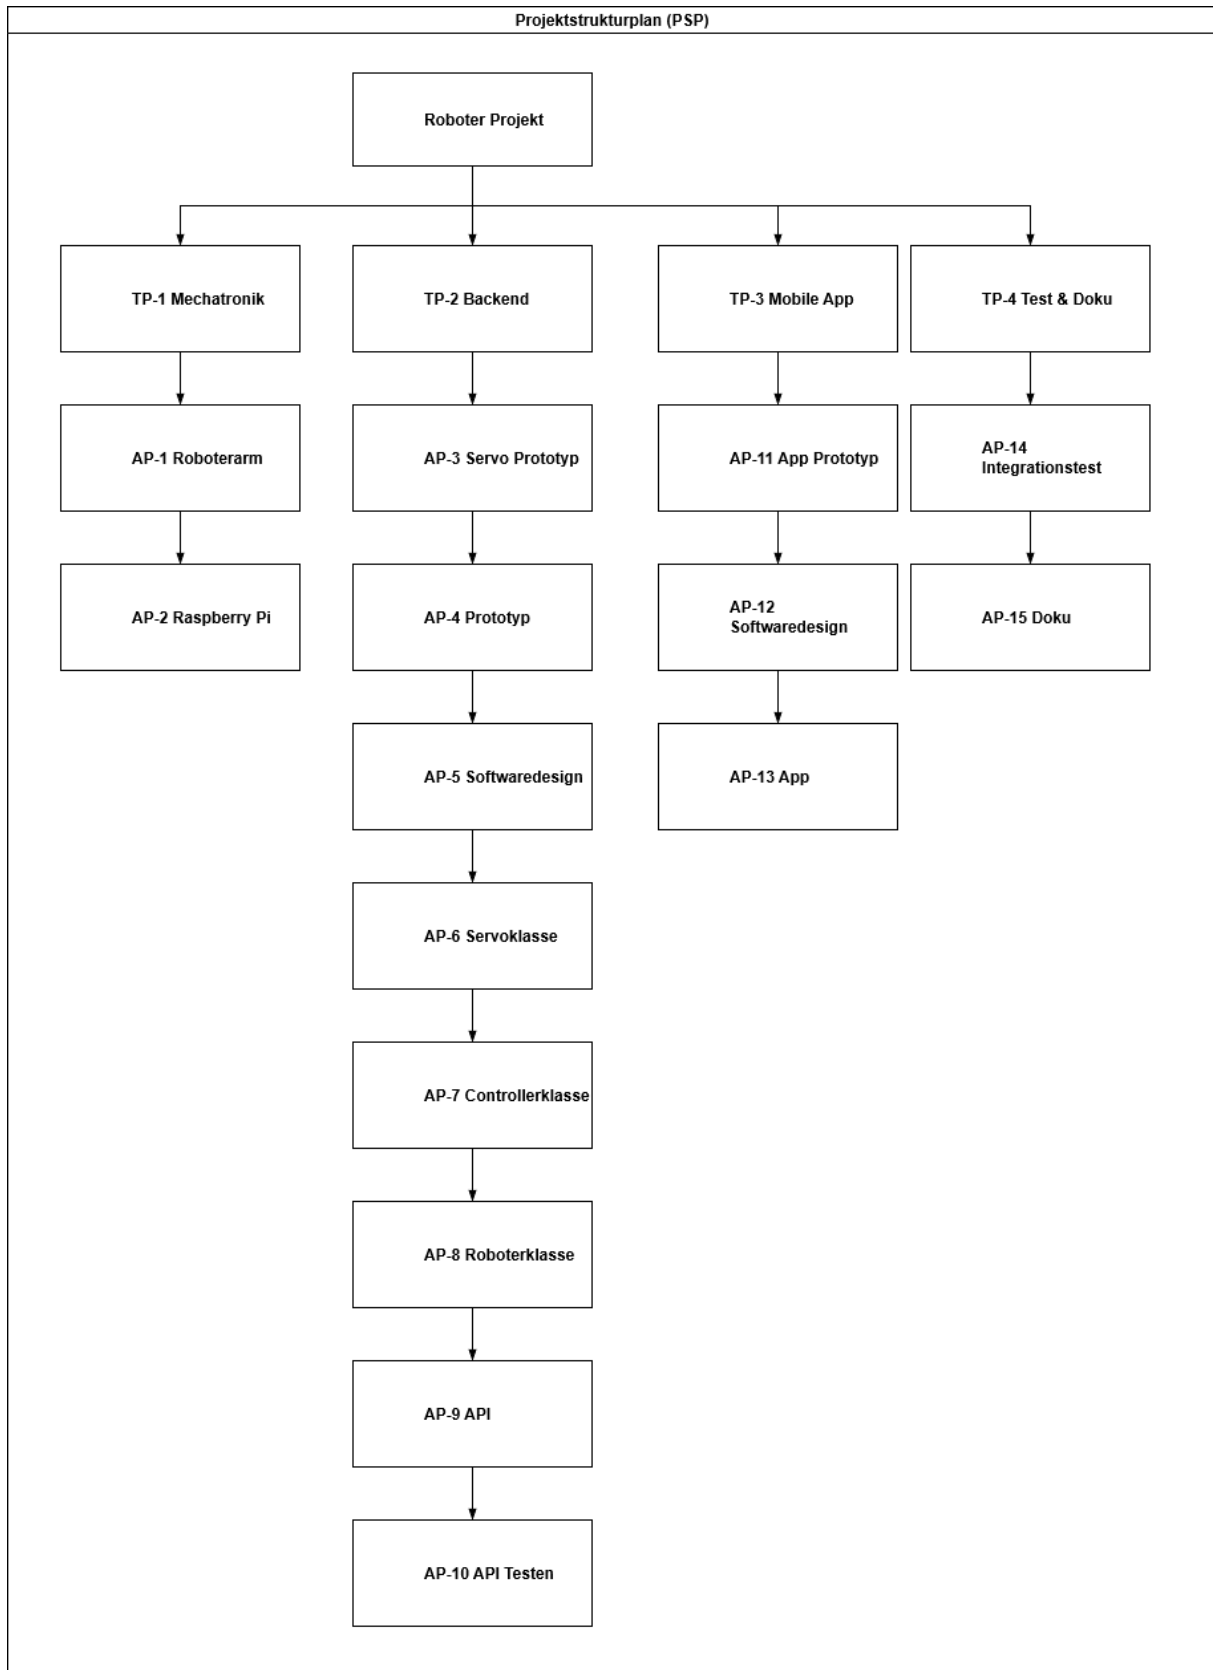 Projektstrukturplan (PSP)
Roboter Projekt
TP-1 Mechatronik
TP-2 Backend
TP-3 Mobile App
TP-4 Test & Doku
AP-1 Roboterarm
AP-3 Servo Prototyp
AP-11 App Prototyp
AP-14
Integrationstest
AP-2 Raspberry Pi
AP-4 Prototyp
AP-12
Softwaredesign
AP-15 Doku
AP-5 Softwaredesign
AP-13 App
AP-6 Servoklasse
AP-7 Controllerklasse
AP-8 Roboterklasse
AP-9 API
AP-10 API Testen